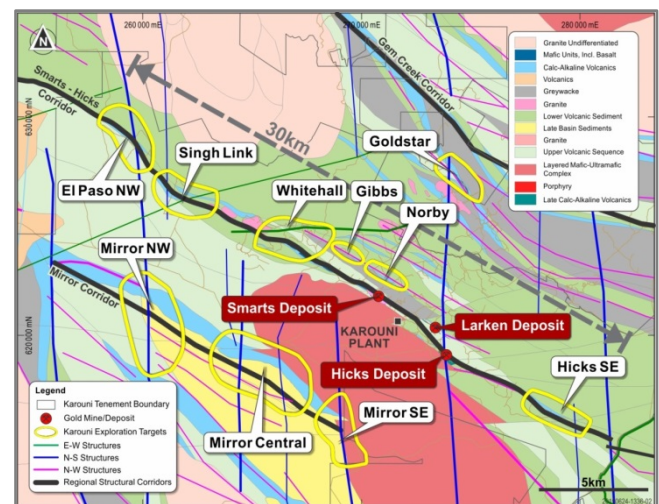 260 000 mE
270 000 mE
280 000 mE
630 000 mN
620 000 mN
N
Smarts - Hicks
Corridor
Gem Creek Corridor
30km
El Paso NW
Singh Link
Whitehall
Gibbs
Norby
Goldstar
Mirror NW
Mirror Corridor
Smarts Deposit
KAROUNI
PLANT
Larken Deposit
Hicks Deposit
Hicks SE
Mirror Central
Mirror SE
5km
Granite Undifferentiated
Mafic Units, Incl. Basalt
Calc-Alkaline Volcanics
Volcanics
Greywacke
Granite
Lower Volcanic Sediment
Late Basin Sediments
Granite
Upper Volcanic Sequence
Layered Mafic-Ultramafic
Complex
Porphyry
Late Calc-Alkaline Volcanics
Legend
Karouni Tenement Boundary
Gold Mine/Deposit
Karouni Exploration Targets
E-W Structures
N-S Structures
N-W Structures
Regional Structural Corridors